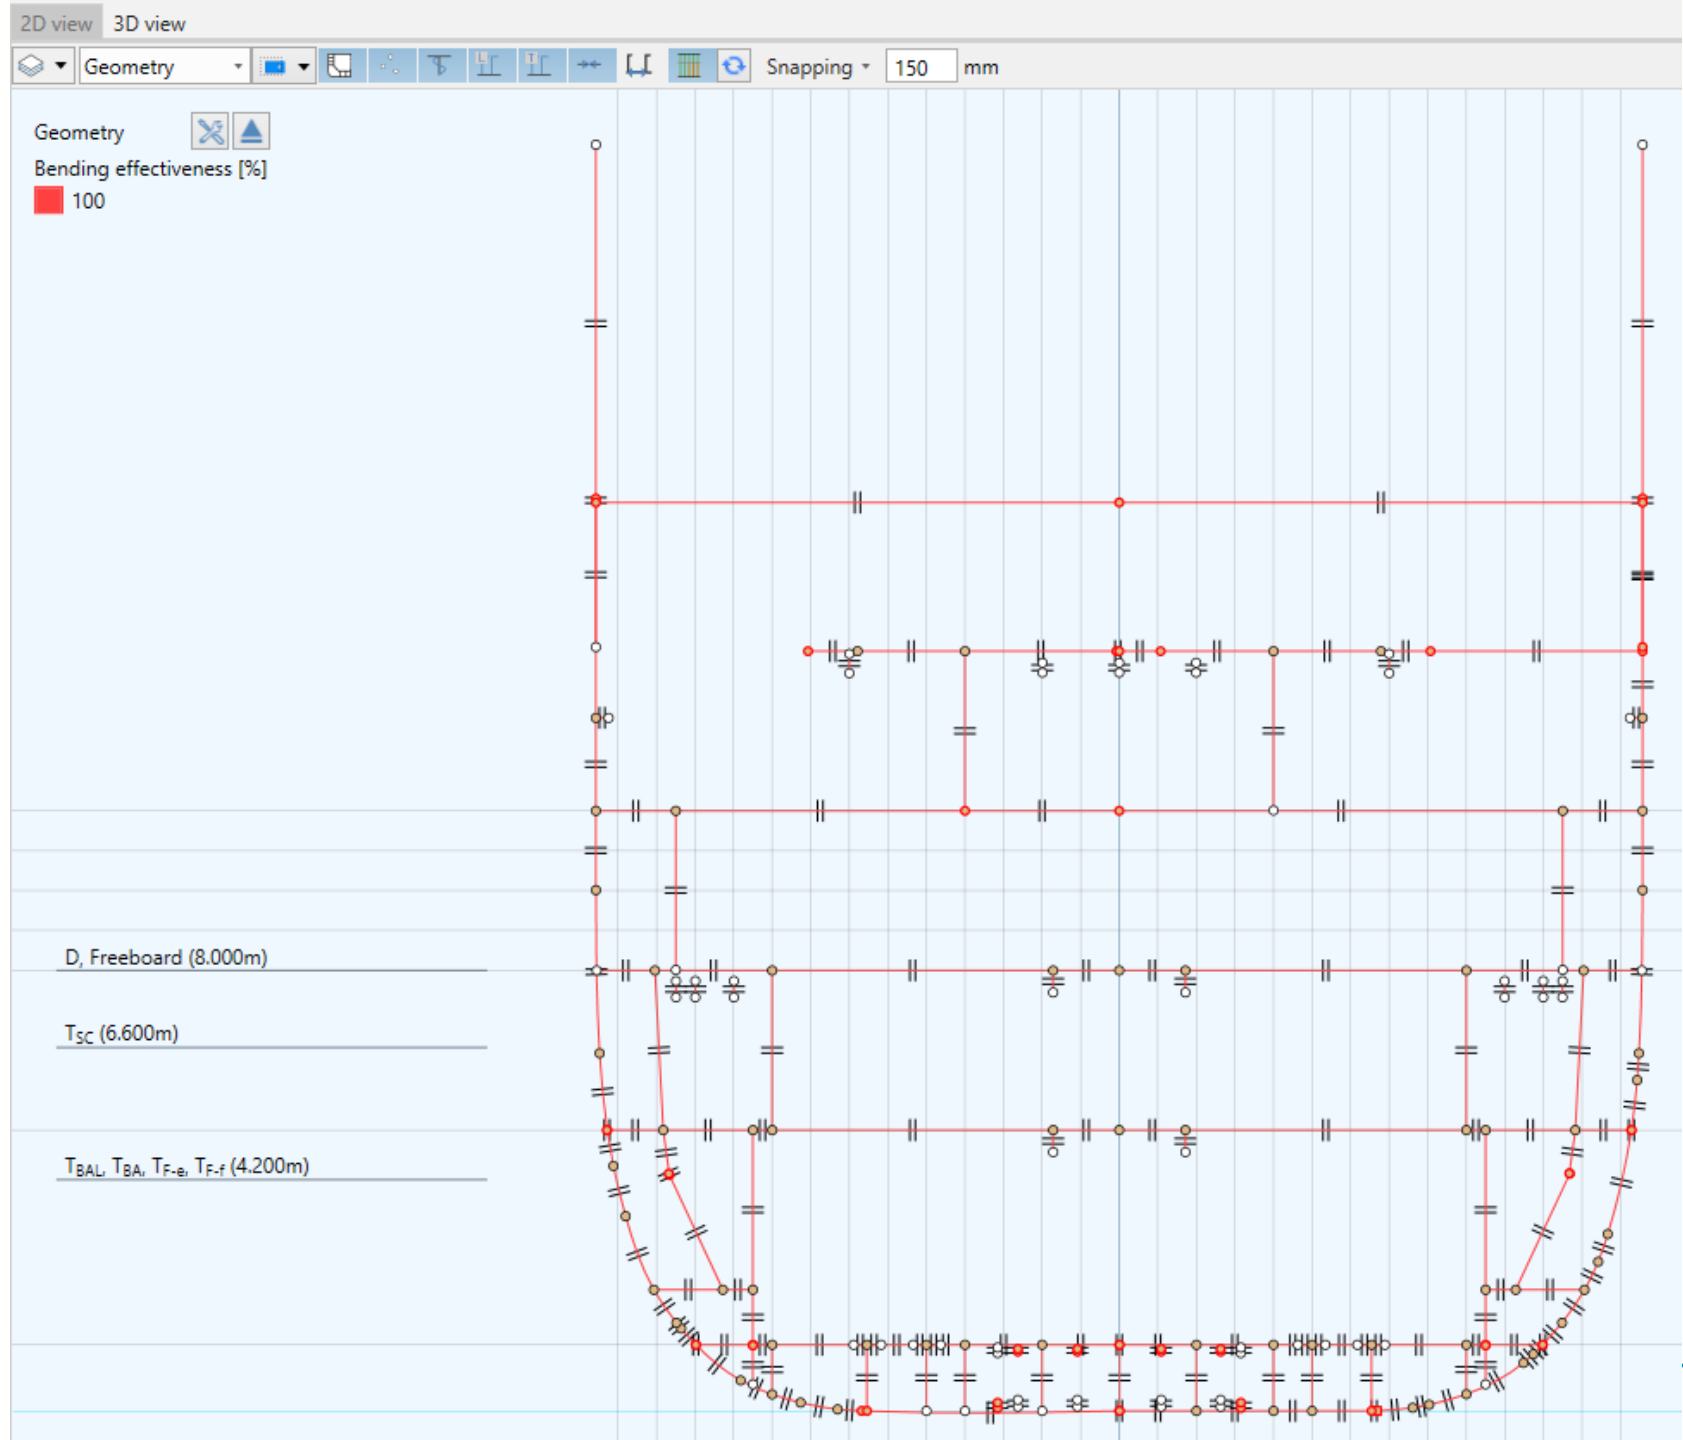 2D view 3D view
Geometry Snapping 150 mm
Geometry
Bending effectiveness [%]
100
D, Freeboard (8.000m)
TSC (6.600m)
TBAL, TBA, TF-e, TF-f (4.200m)